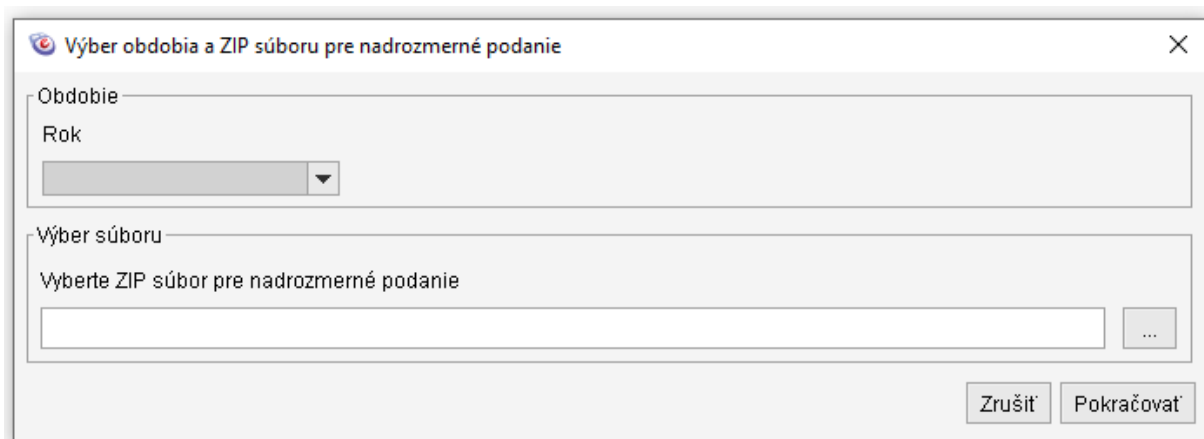 Výber obdobia a ZIP súboru pre nadrozmerné podanie
Obdobie
Rok
Výber súboru
Vyberte ZIP súbor pre nadrozmerné podanie
...
Zrušiť Pokračovať